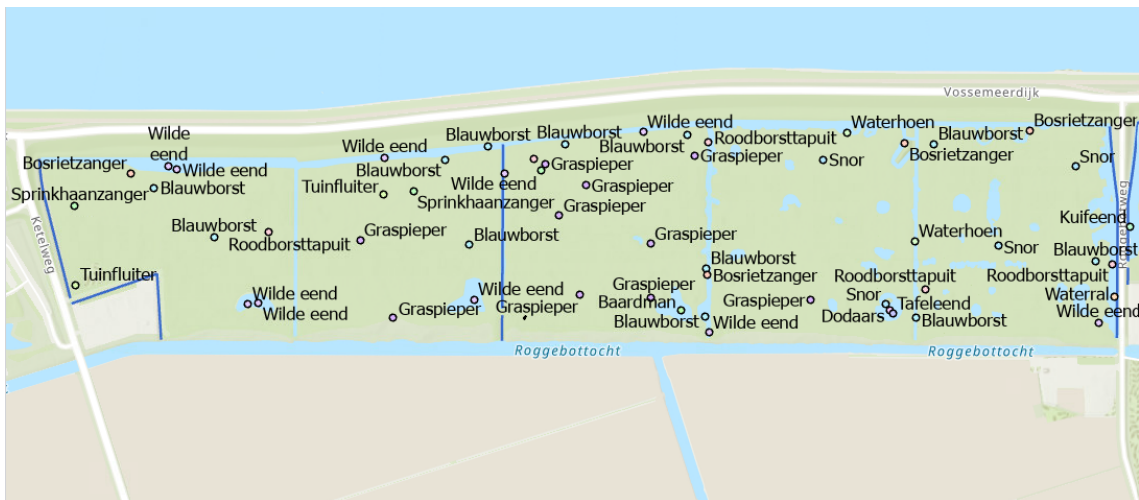 Vossemeerdijk
Wilde
eend
Wilde eend
Blauwborst
Blauwborst
Blauwborst
Wilde eend
Roodborsttapuit
Waterhoen
Blauwborst
Bosrietzanger
Bosrietzanger
Wilde eend
Blauwborst
Graspieper
Graspieper
Snor
Bosrietzanger
Snor
Sprinkhaanzanger
Blauwborst
Tuinfluiter
Sprinkhaanzanger
Wilde eend
Graspieper
Graspieper
Ketelweg
Blauwborst
Roodborsttapuit
Graspieper
Blauwborst
Graspieper
Waterhoen
Snor
Kuifeend
Roggebotweg
Tuinfluiter
Blauwborst
Bosrietzanger
Roodborsttapuit
Blauwborst
Roodborsttapuit
Wilde eend
Wilde eend
Graspieper
Wilde eend
Graspieper
Graspieper
Baardman
Blauwborst
Wilde eend
Graspieper
Snor
Dodaars
Tafeleend
Blauwborst
Waterral
Wilde eend
Roggebottocht
Roggebottocht